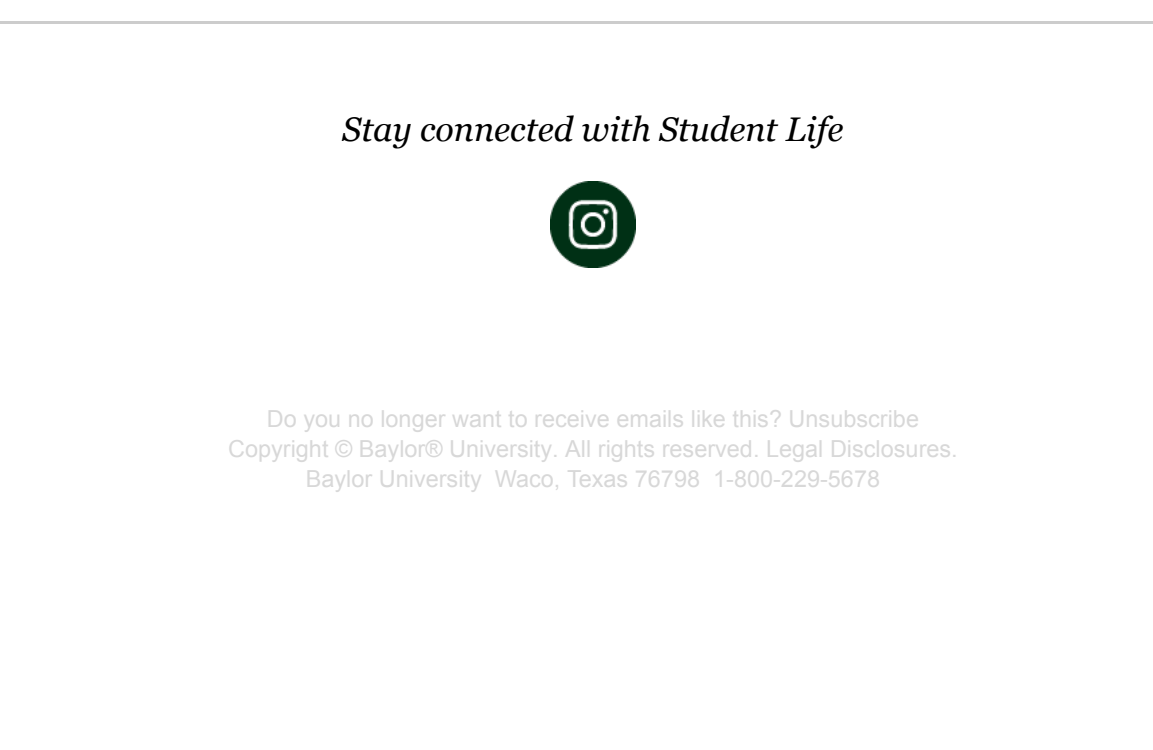 Stay connected with Student Life
Do you no longer want to receive emails like this? Unsubscribe
Copyright © Baylor® University. All rights reserved. Legal Disclosures.
Baylor University  Waco, Texas 76798  1-800-229-5678